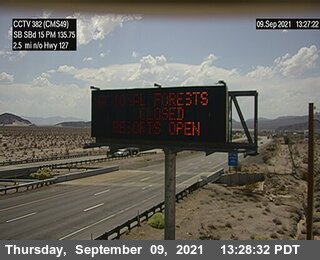 CCTV 382 (CMS49)
SB SBd 15 PM 135.75
2.5 mi n/o Hwy 127
09.Sep 2021 13:27:22
ATIONAL FORESTS
CLOSED
RESORTS OPEN
Thursday, September 09, 2021 13:28:32 PDT